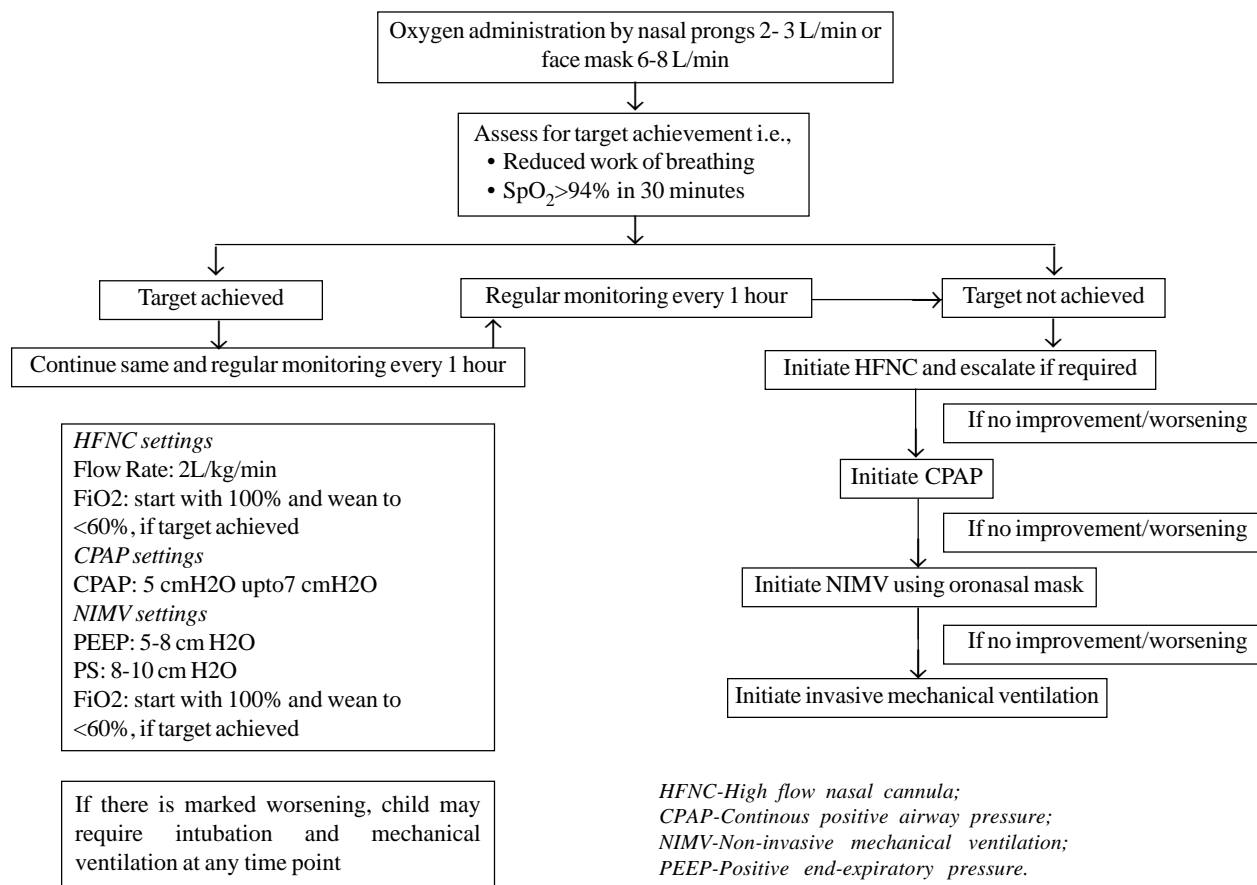 Oxygen administration by nasal prongs 2- 3 L/min or
face mask 6-8 L/min
Assess for target achievement i.e.,
• Reduced work of breathing
• SpO2>94% in 30 minutes
Target achieved
Regular monitoring every 1 hour
Target not achieved
Continue same and regular monitoring every 1 hour
Initiate HFNC and escalate if required
If no improvement/worsening
Initiate CPAP
If no improvement/worsening
Initiate NIMV using oronasal mask
If no improvement/worsening
Initiate invasive mechanical ventilation
HFNC settings
Flow Rate: 2L/kg/min
FiO2: start with 100% and wean to
<60%, if target achieved
CPAP settings
CPAP: 5 cmH2O upto7 cmH2O
NIMV settings
PEEP: 5-8 cm H2O
PS: 8-10 cm H2O
FiO2: start with 100% and wean to
<60%, if target achieved
If there is marked worsening, child may
require intubation and mechanical
ventilation at any time point
HFNC-High flow nasal cannula;
CPAP-Continous positive airway pressure;
NIMV-Non-invasive mechanical ventilation;
PEEP-Positive end-expiratory pressure.